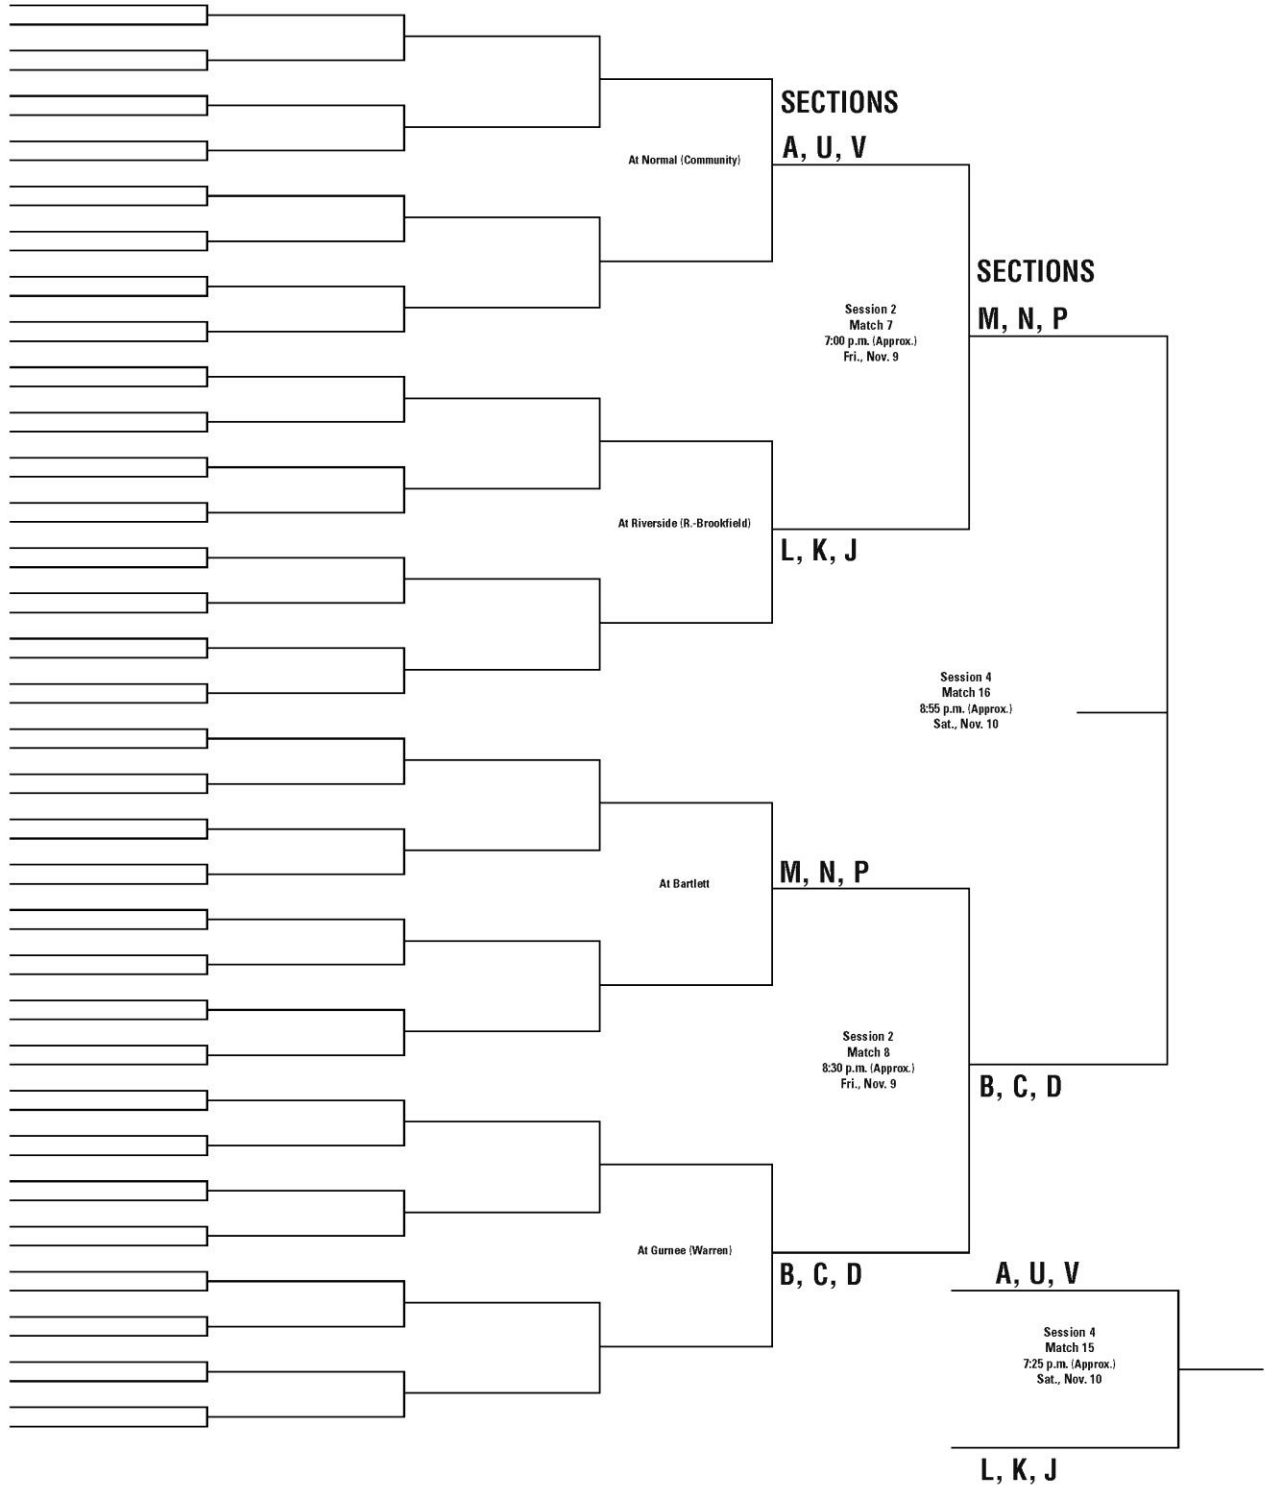 SECTIONS
A, U, V
At Normal (Community)
SECTIONS
M, N, P
Session 2
Match 7
7:00 p.m. (Approx.)
Fri., Nov. 9
At Riverside (R.-Brookfield)
L, K, J
Session 4
Match 16
8:55 p.m. (Approx.)
Sat., Nov. 10
M, N, P
At Bartlett
Session 2
Match 8
8:30 p.m. (Approx.)
Fri., Nov. 9
B, C, D
At Gurnee (Warren)
B, C, D
A, U, V
Session 4
Match 15
7:25 p.m. (Approx.)
Sat., Nov. 10
L, K, J